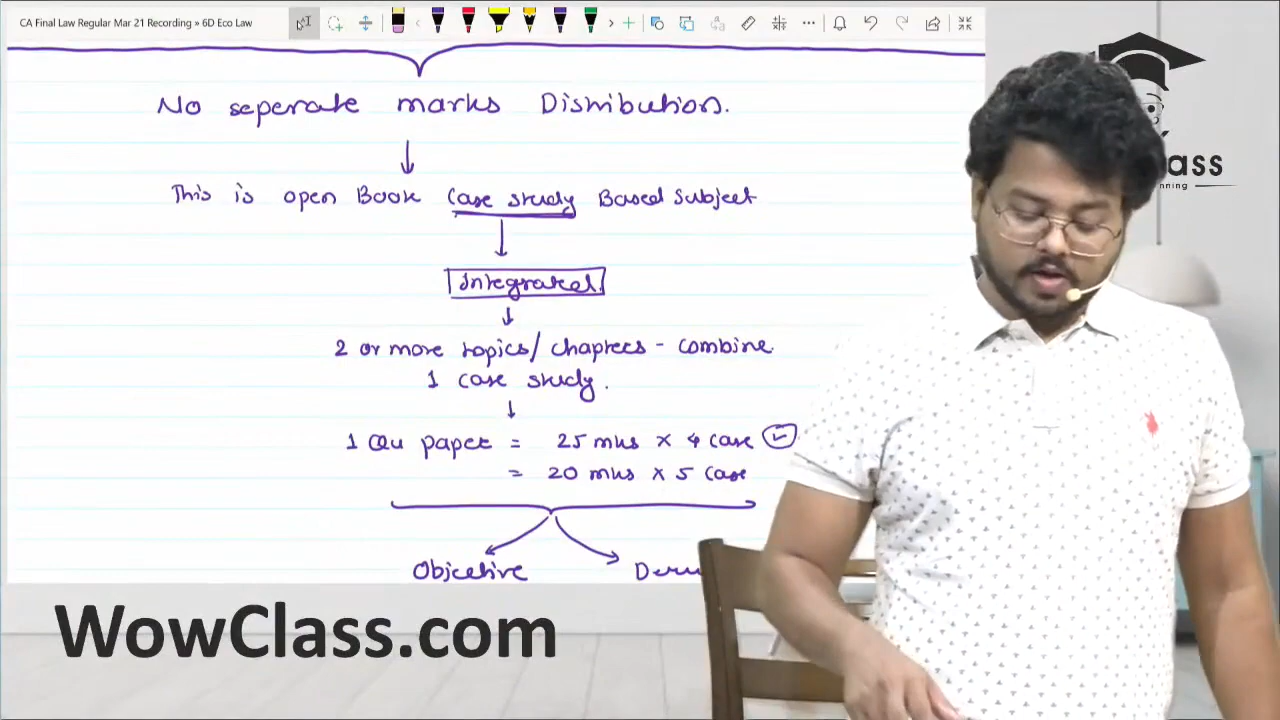 CA Final Law Regular Mar 21 Recording » 6D Eco Law
No seperate marks Distribution.
This is open Book Case study Based Subject
Integrated.
2 or more topics/ chapters - combine
1 case study.
1 Qu paper = 25 mks × 4 case
= 20 mks × 5 case
Objective
WowClass.com